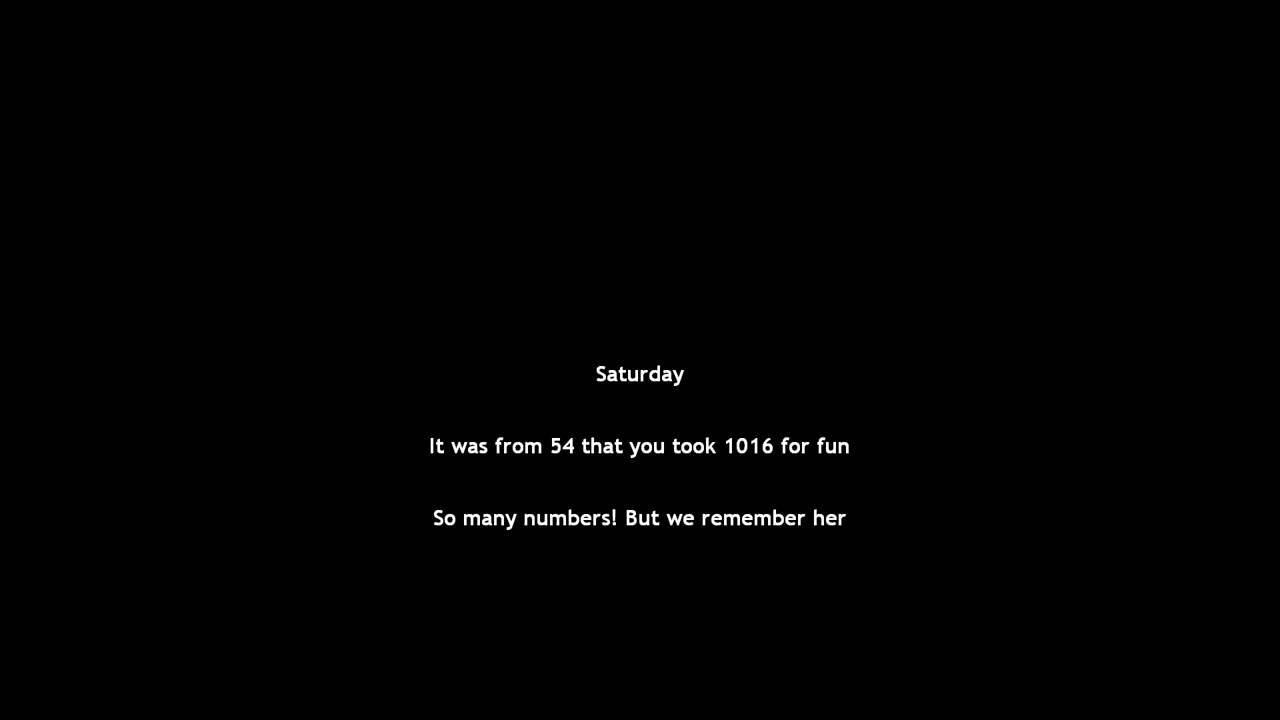 Saturday
It was from 54 that you took 1016 for fun
So many numbers! But we remember her